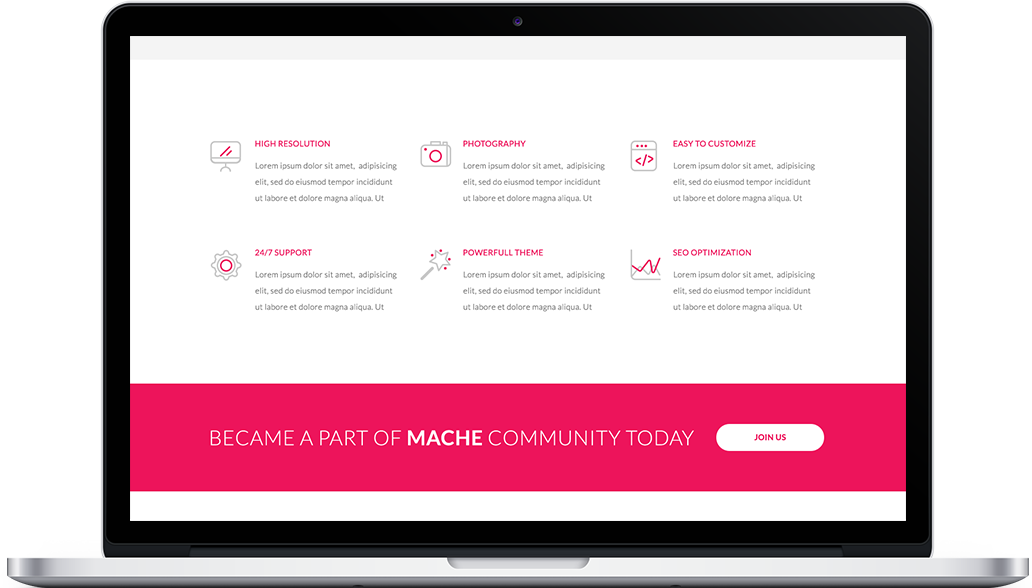 HIGH RESOLUTION
Lorem ipsum dolor sit amet, adipisicing
elit, sed do eiusmod tempor incididunt
ut labore et dolore magna aliqua. Ut
PHOTOGRAPHY
Lorem ipsum dolor sit amet, adipisicing
elit, sed do eiusmod tempor incididunt
ut labore et dolore magna aliqua. Ut
EASY TO CUSTOMIZE
Lorem ipsum dolor sit amet, adipisicing
elit, sed do eiusmod tempor incididunt
ut labore et dolore magna aliqua. Ut
24/7 SUPPORT
Lorem ipsum dolor sit amet, adipisicing
elit, sed do eiusmod tempor incididunt
ut labore et dolore magna aliqua. Ut
POWERFULL THEME
Lorem ipsum dolor sit amet, adipisicing
elit, sed do eiusmod tempor incididunt
ut labore et dolore magna aliqua. Ut
SEO OPTIMIZATION
Lorem ipsum dolor sit amet, adipisicing
elit, sed do eiusmod tempor incididunt
ut labore et dolore magna aliqua. Ut
BECAME A PART OF MACHE COMMUNITY TODAY
JOIN US